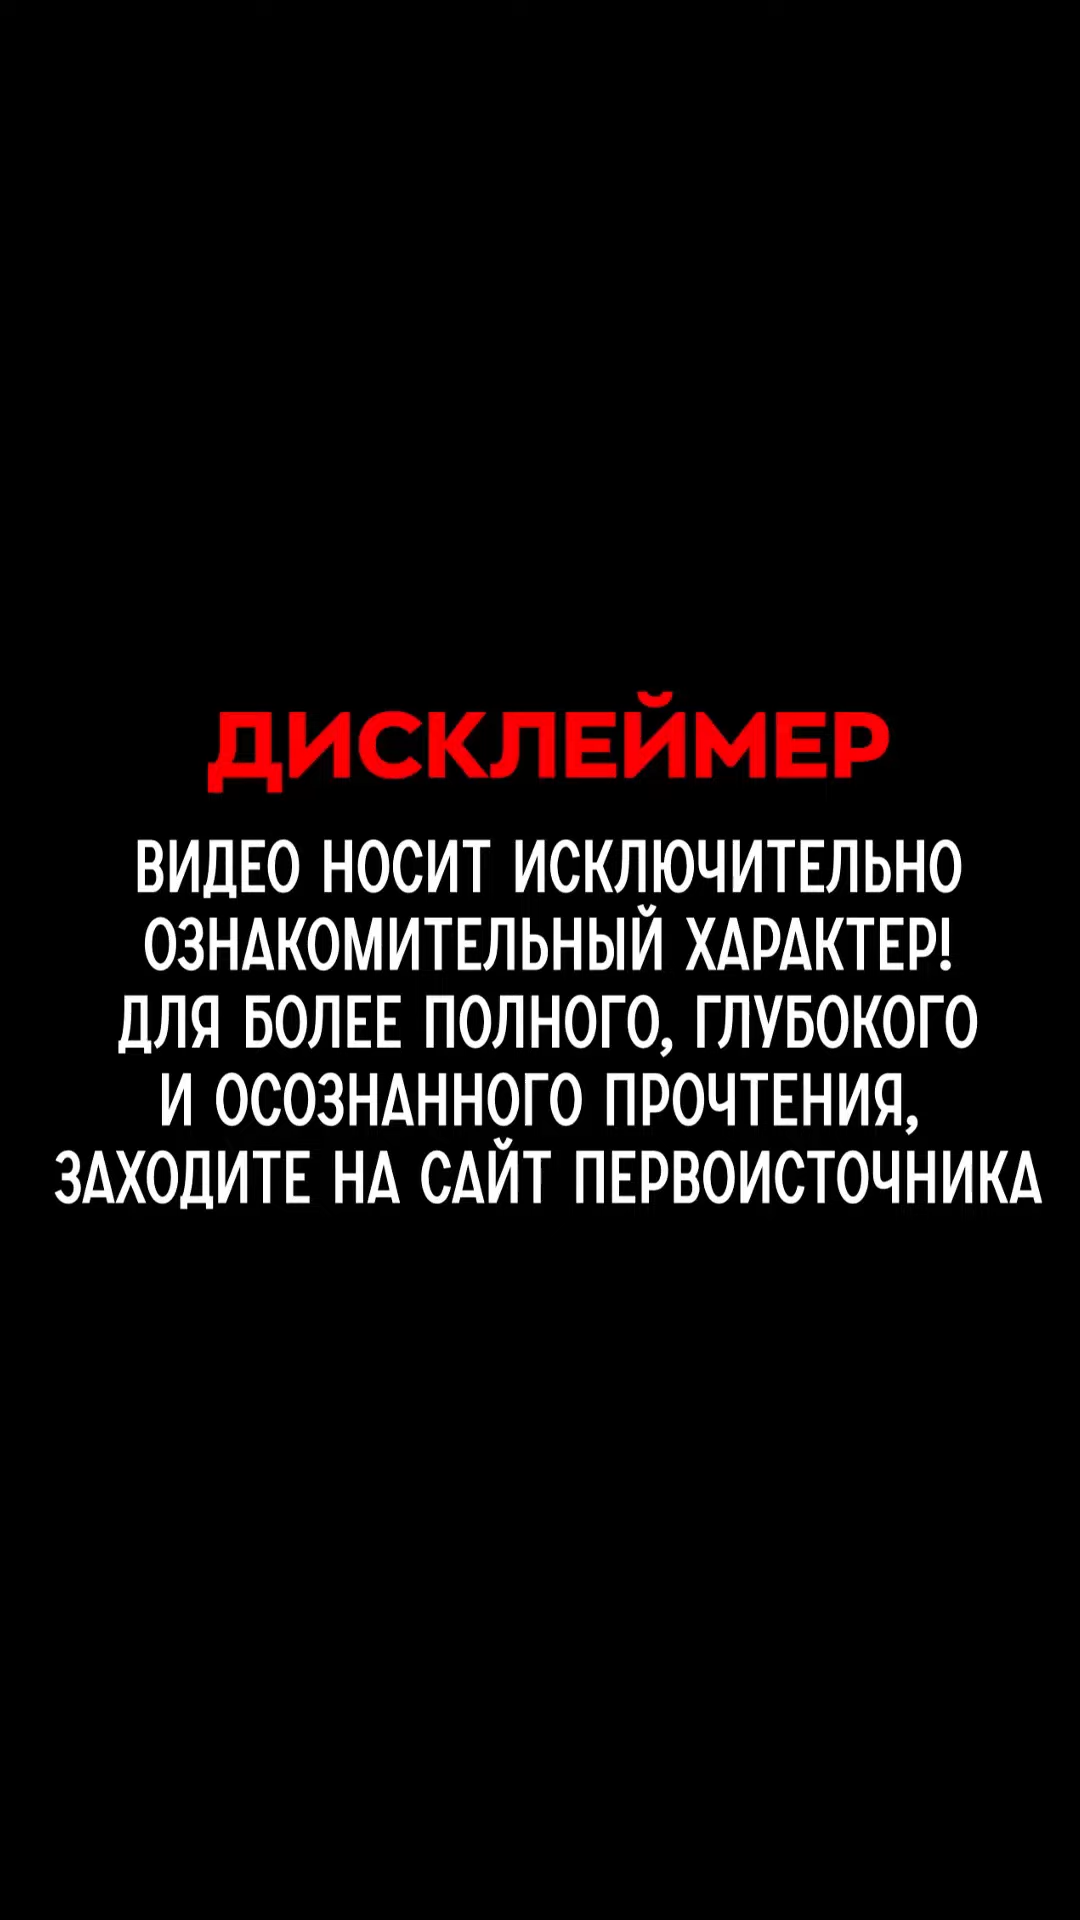 ДИСКЛЕЙМЕР
ВИДЕО НОСИТ ИСКЛЮЧИТЕЛЬНО
ОЗНАКОМИТЕЛЬНЫЙ ХАРАКТЕР!
ДЛЯ БОЛЕЕ ПОЛНОГО, ГЛУБОКОГО
И ОСОЗНАННОГО ПРОЧТЕНИЯ,
ЗАХОДИТЕ НА САЙТ ПЕРВОИСТОЧНИКА